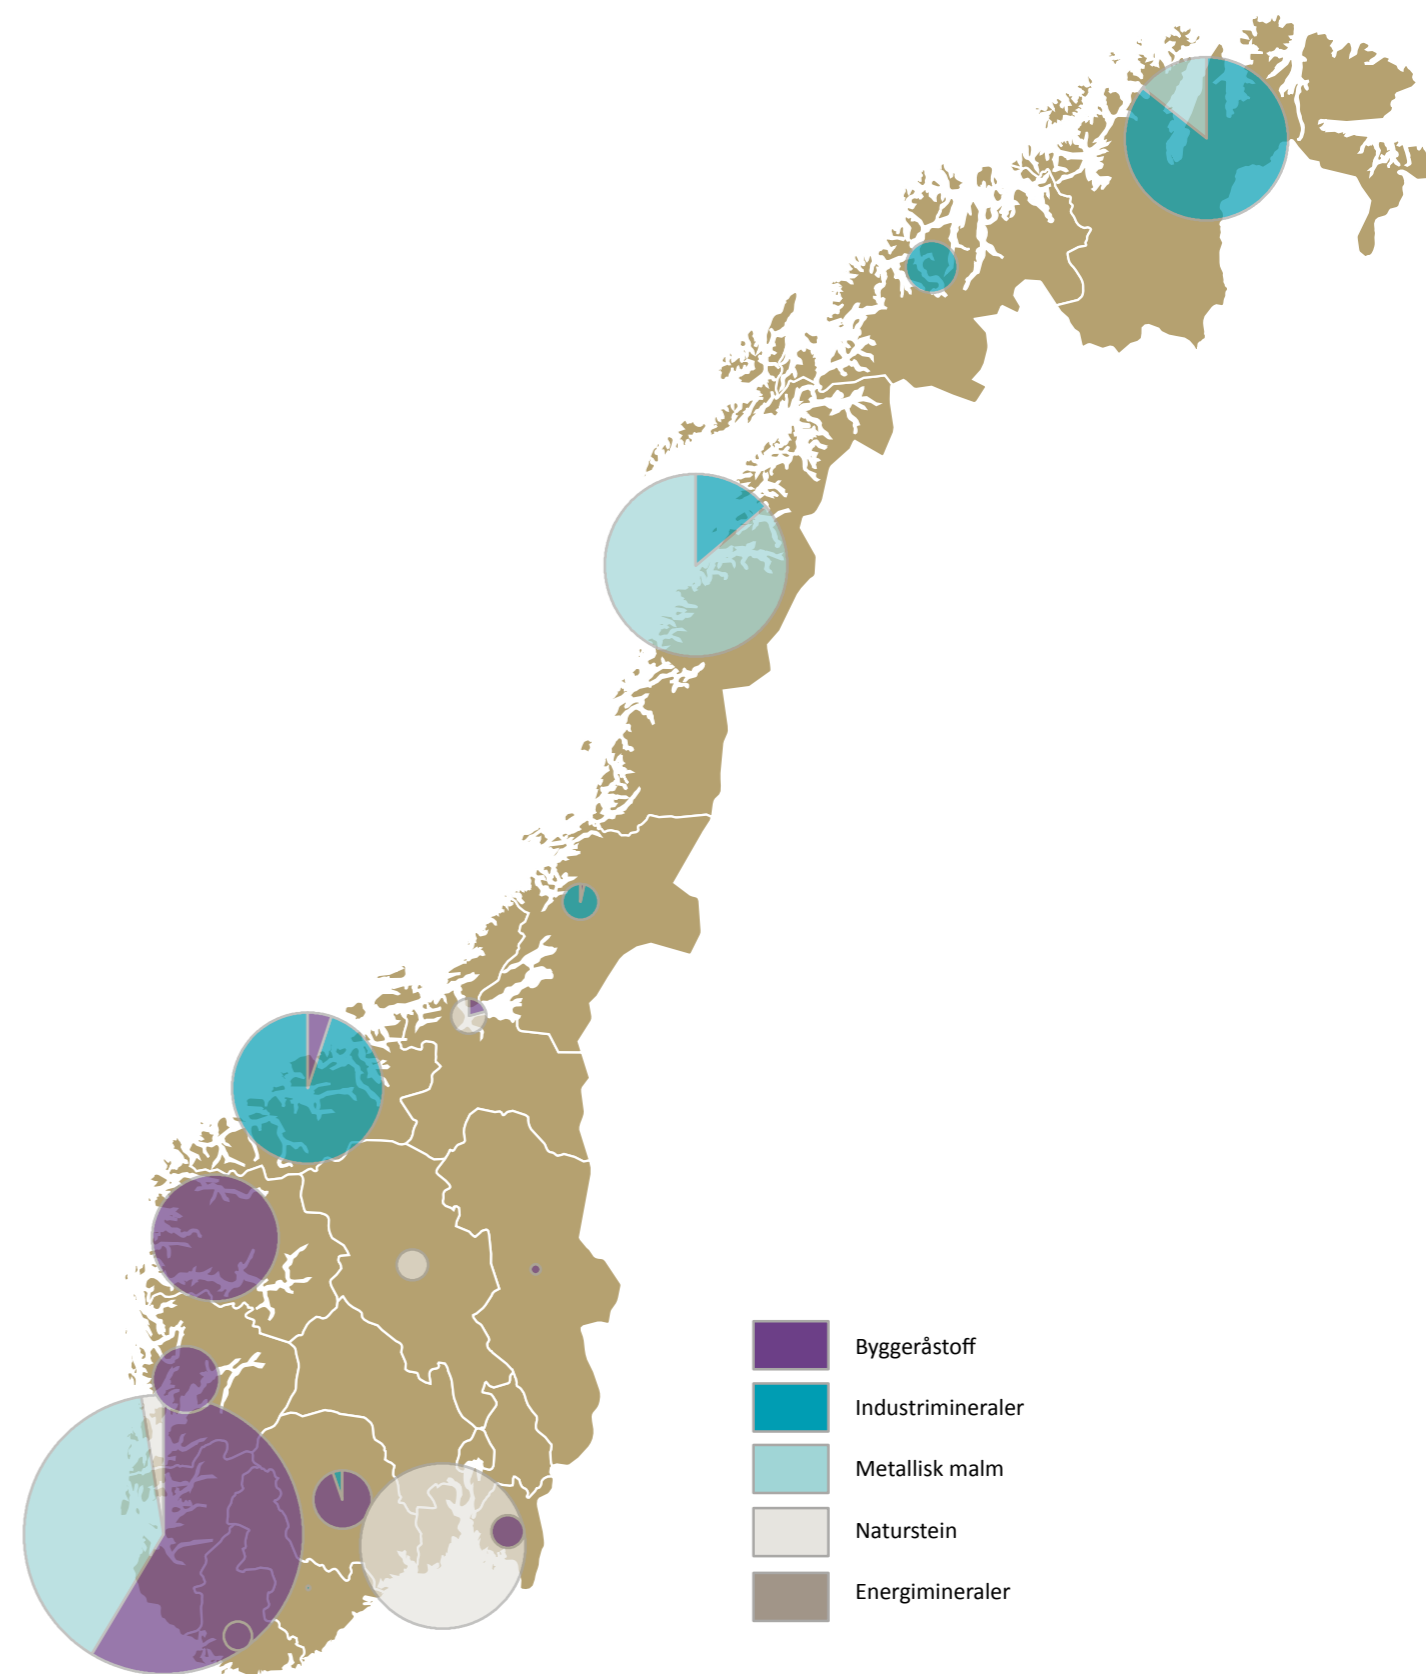 Byggeråstoff
Industrimineraler
Metallisk malm
Naturstein
Energimineraler